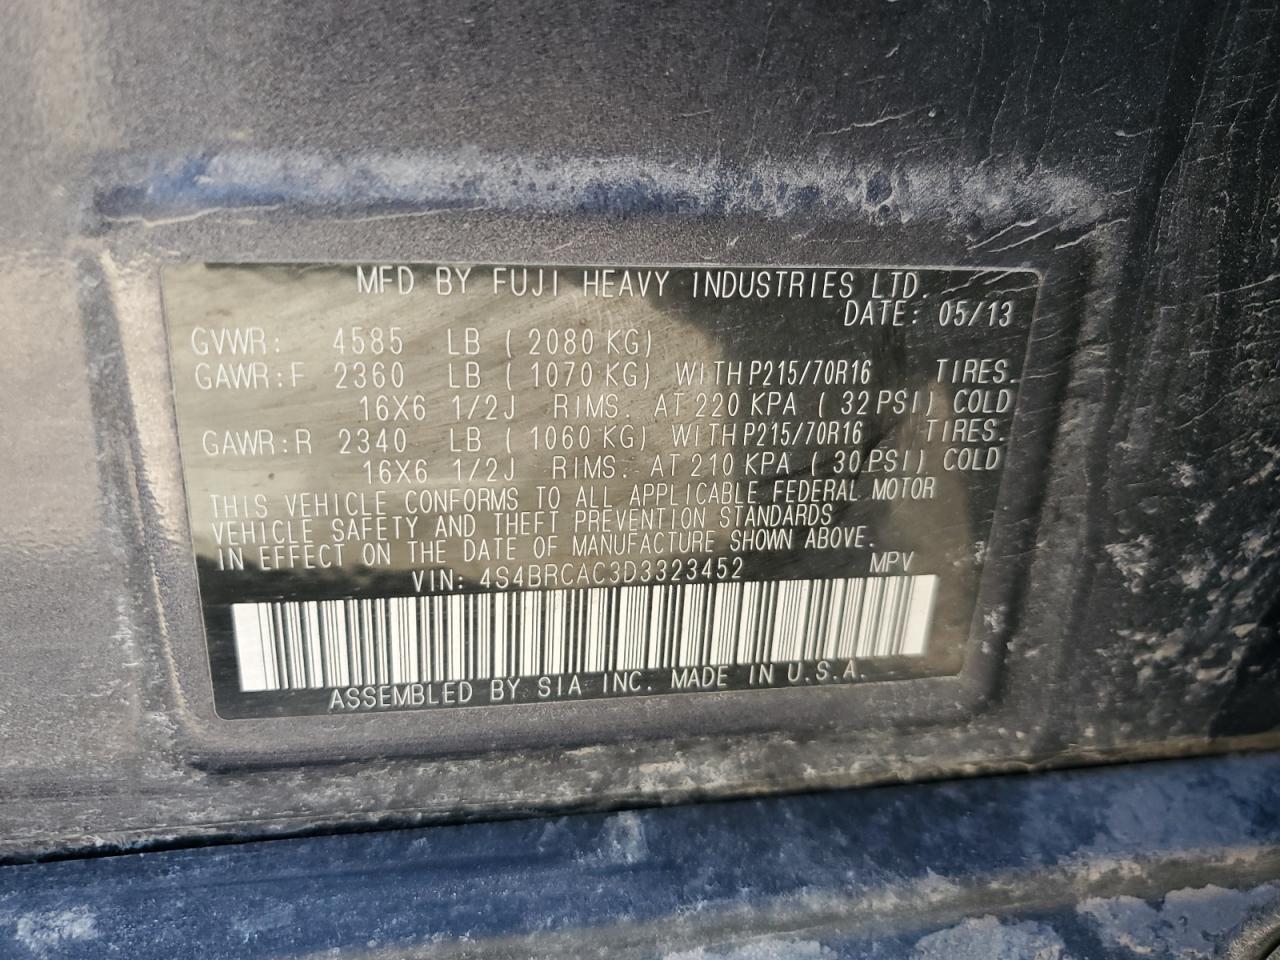 MFD BY FUJI HEAVY INDUSTRIES LTD.
DATE: 05/13
GVWR: 4585 LB ( 2080 KG)
GAWR:F 2360 LB ( 1070 KG) WITH P215/70R16 TIRES.
16X6 1/2J RIMS. AT 220 KPA ( 32 PSI) COLD
GAWR:R 2340 LB ( 1060 KG) WITH P215/70R16 TIRES.
16X6 1/2J RIMS. AT 210 KPA ( 30 PSI) COLD
THIS VEHICLE CONFORMS TO ALL APPLICABLE FEDERAL MOTOR
VEHICLE SAFETY AND THEFT PREVENTION STANDARDS
IN EFFECT ON THE DATE OF MANUFACTURE SHOWN ABOVE.
VIN: 4S4BRCAC3D3323452 MPV
ASSEMBLED BY SIA INC. MADE IN U.S.A.